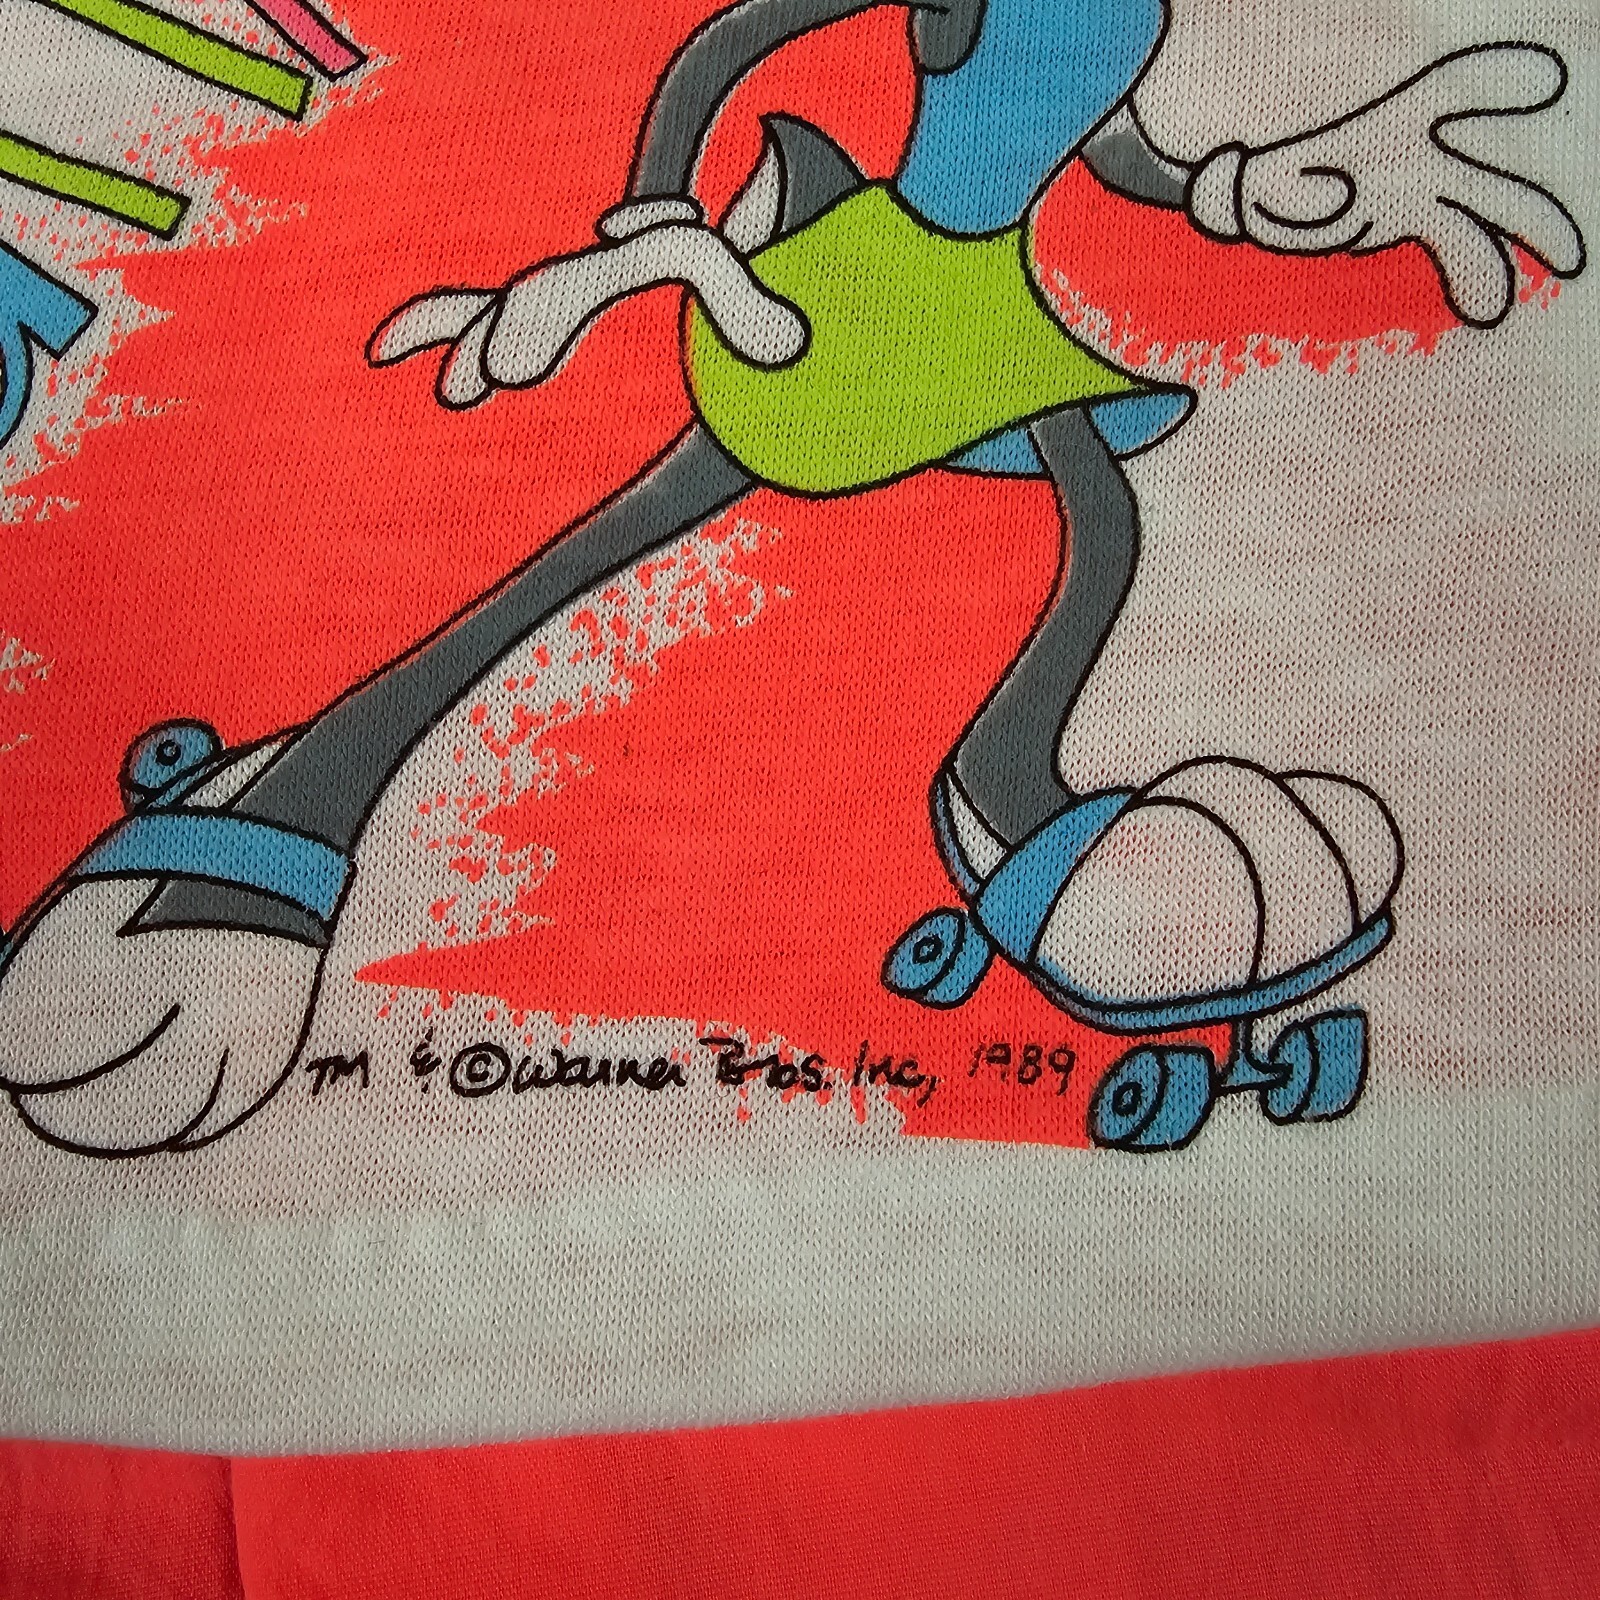 TM & © Warner Bros. Inc, 1989